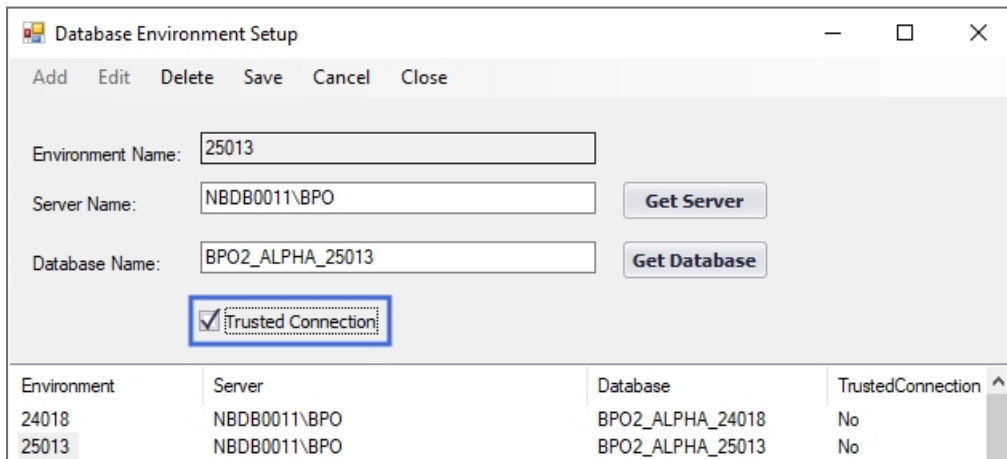 Database Environment Setup
Add Edit Delete Save Cancel Close
Environment Name: 25013
Server Name: NBDB0011\BPO Get Server
Database Name: BPO2_ALPHA_25013 Get Database
Trusted Connection
Environment Server Database TrustedConnection
24018 NBDB0011\BPO BPO2_ALPHA_24018 No
25013 NBDB0011\BPO BPO2_ALPHA_25013 No